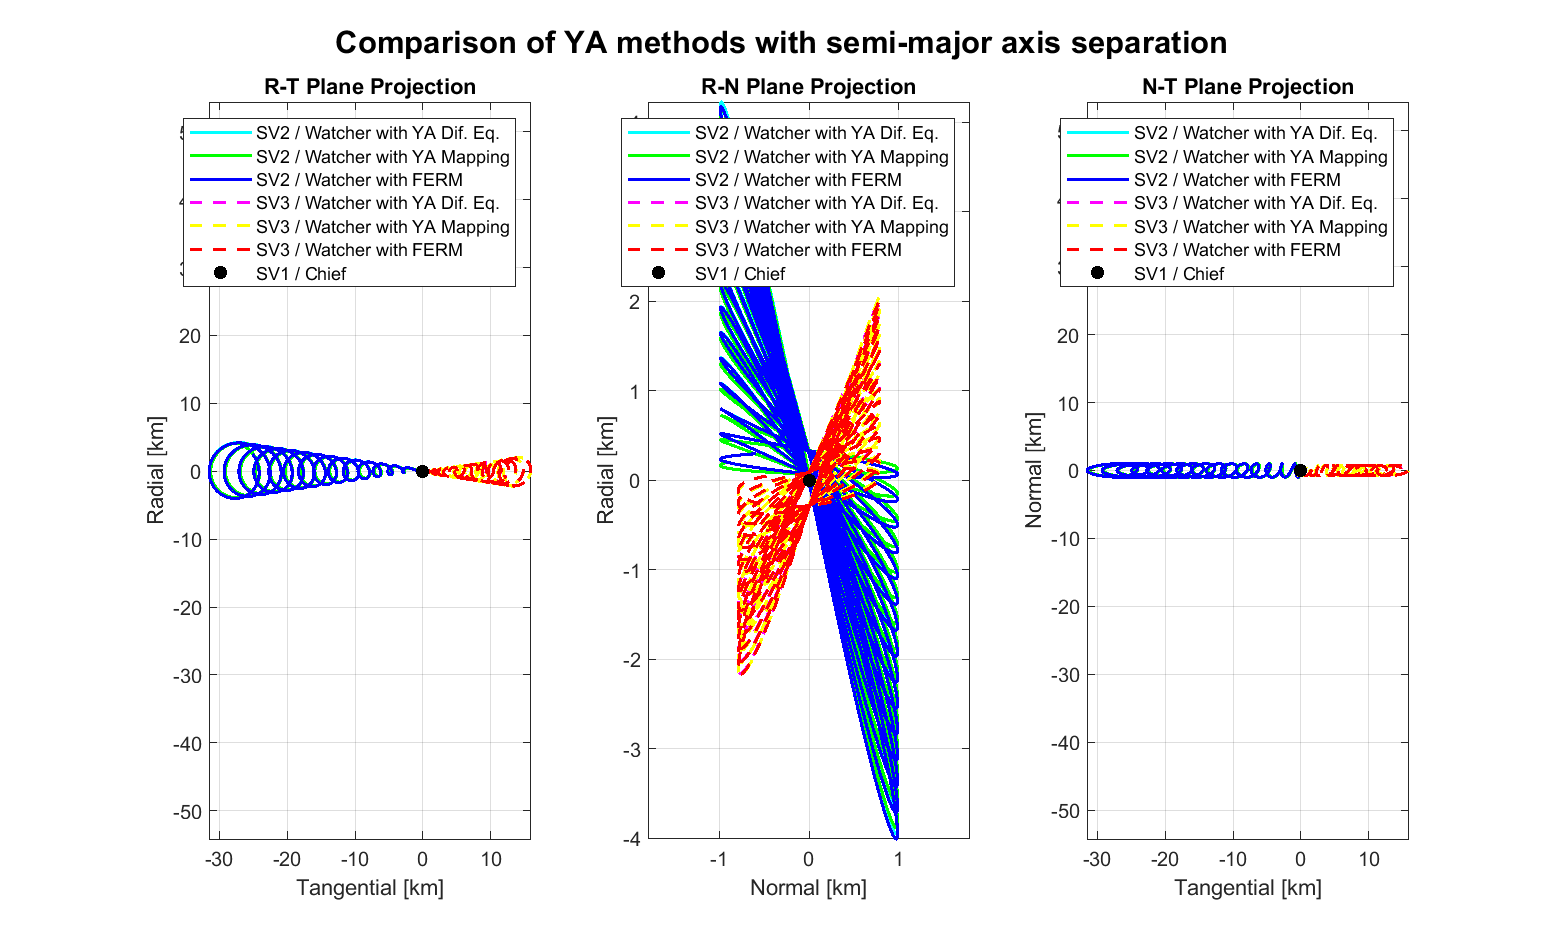 Comparison of YA methods with semi-major axis separation
R-T Plane Projection
SV2 / Watcher with YA Dif. Eq.
SV2 / Watcher with YA Mapping
SV2 / Watcher with FERM
SV3 / Watcher with YA Dif. Eq.
SV3 / Watcher with YA Mapping
SV3 / Watcher with FERM
SV1 / Chief
20
10
0
-10
-20
-30
-40
-50
Radial [km]
-30 -20 -10 0 10
Tangential [km]
R-N Plane Projection
SV2 / Watcher with YA Dif. Eq.
SV2 / Watcher with YA Mapping
SV2 / Watcher with FERM
SV3 / Watcher with YA Dif. Eq.
SV3 / Watcher with YA Mapping
SV3 / Watcher with FERM
SV1 / Chief
2
1
0
-1
-2
-3
-4
Radial [km]
-1 0 1
Normal [km]
N-T Plane Projection
SV2 / Watcher with YA Dif. Eq.
SV2 / Watcher with YA Mapping
SV2 / Watcher with FERM
SV3 / Watcher with YA Dif. Eq.
SV3 / Watcher with YA Mapping
SV3 / Watcher with FERM
SV1 / Chief
20
10
0
-10
-20
-30
-40
-50
Normal [km]
-30 -20 -10 0 10
Tangential [km]